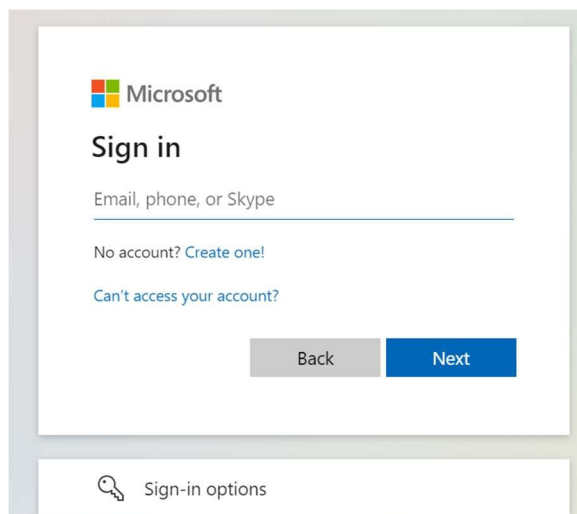 Microsoft
Sign in
Email, phone, or Skype
No account? Create one!
Can't access your account?
Back
Next
Sign-in options